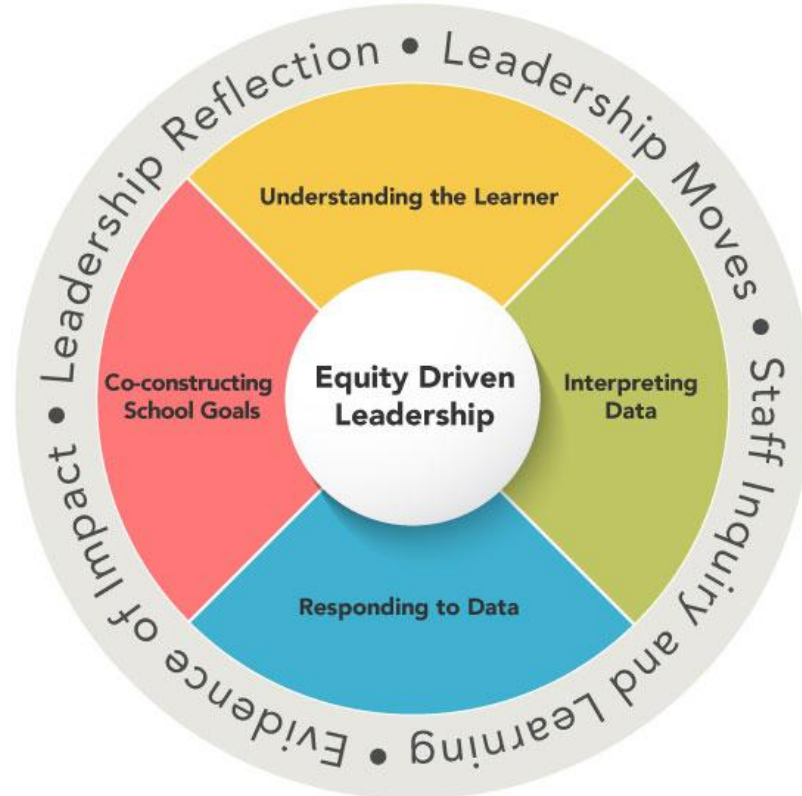 Leadership Reflection • Leadership Moves • Staff Inquiry and Learning • Evidence of Impact •
Understanding the Learner
Co-constructing
School Goals
Equity Driven
Leadership
Interpreting
Data
Responding to Data